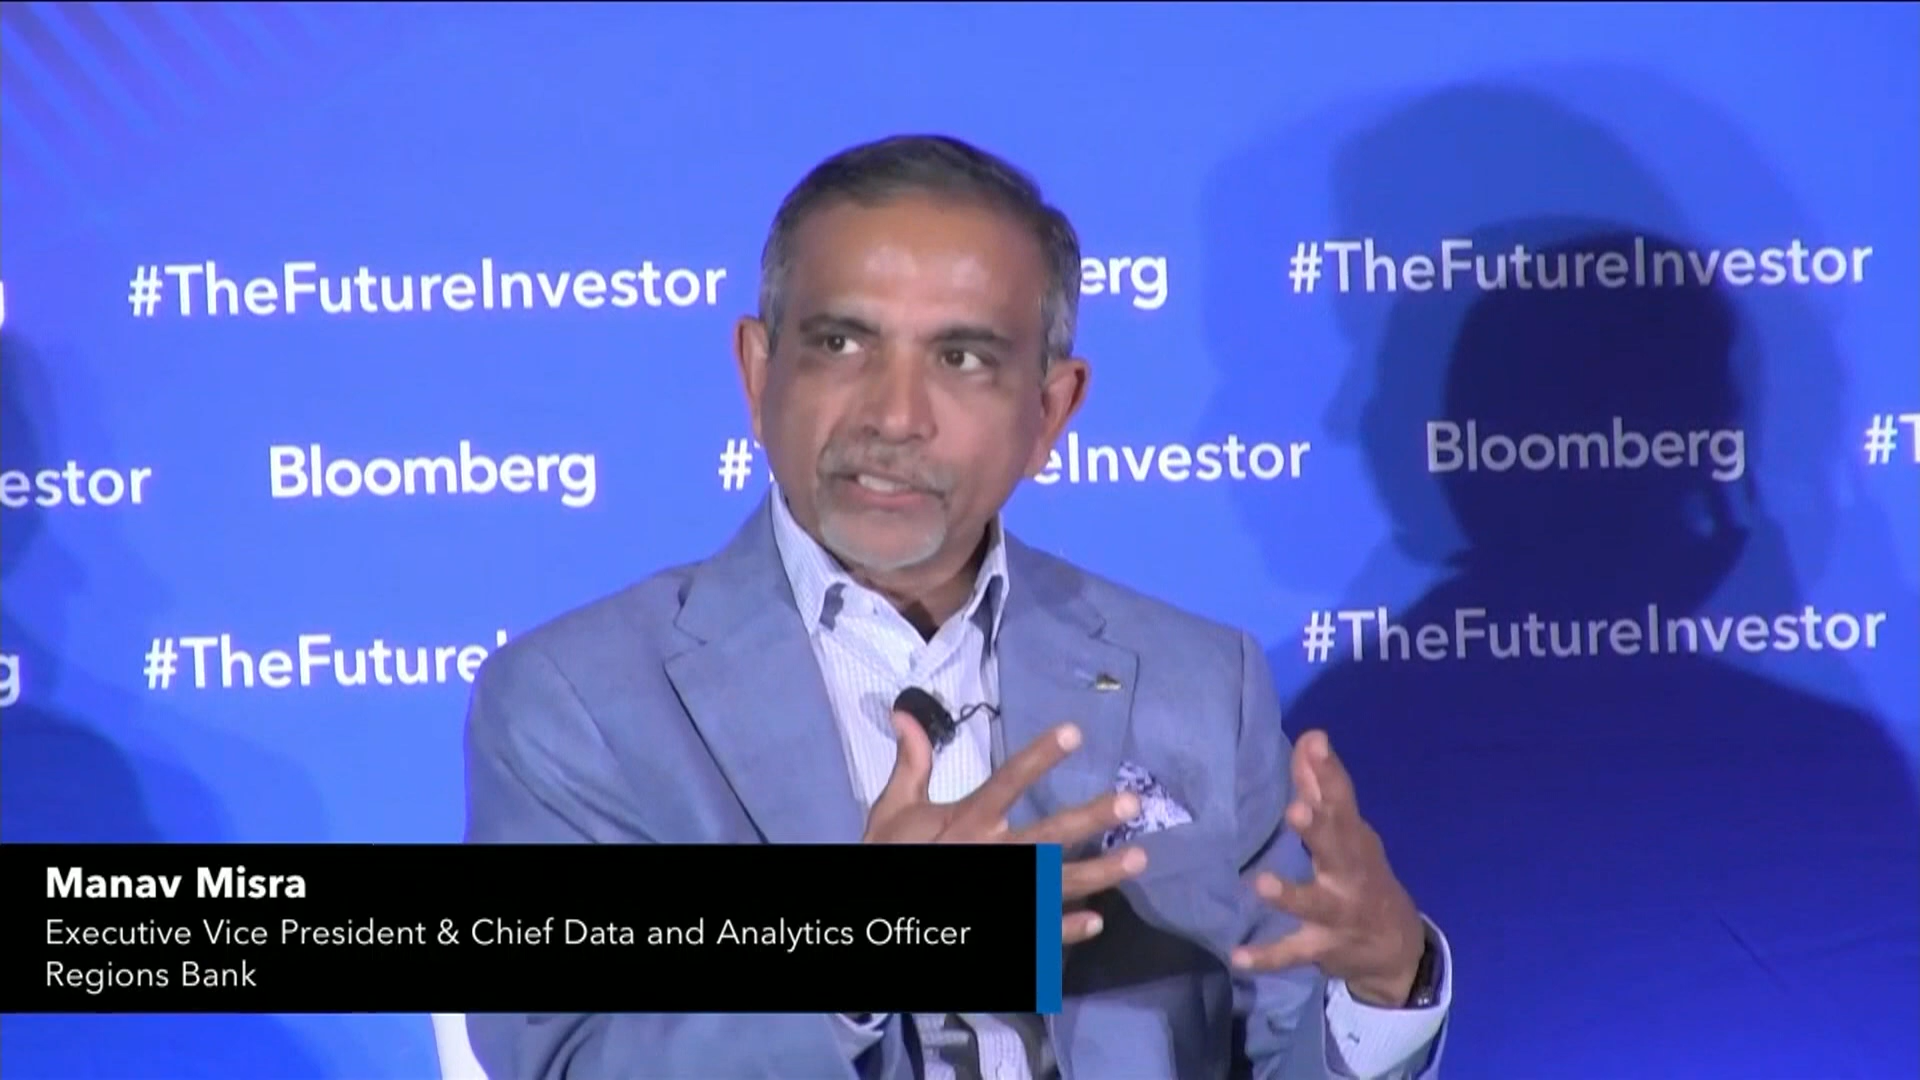 #TheFutureInvestor erg #TheFutureInvestor
estor Bloomberg # eInvestor Bloomberg #T
g #TheFuture #TheFutureInvestor
Manav Misra
Executive Vice President & Chief Data and Analytics Officer
Regions Bank